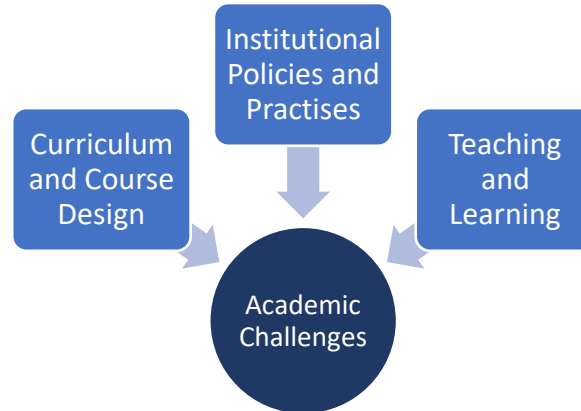 Institutional
Policies and
Practises
Curriculum
and Course
Design
Teaching
and
Learning
Academic
Challenges